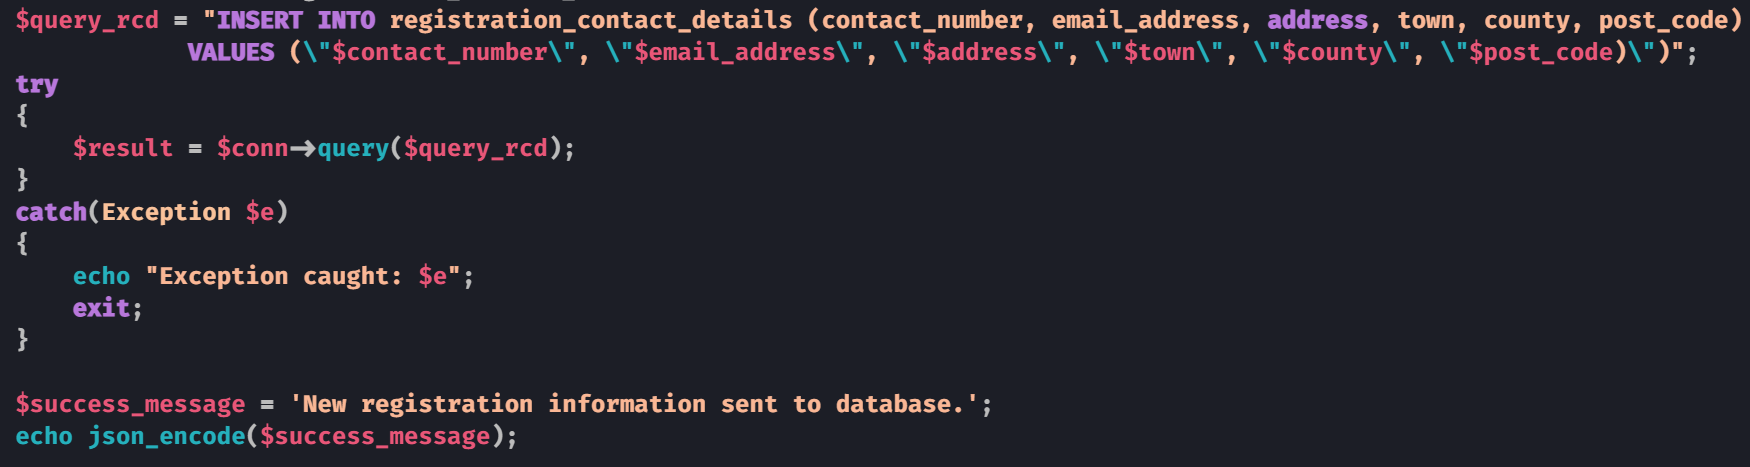 $query_rcd = "INSERT INTO registration_contact_details (contact_number, email_address, address, town, county, post_code)
            VALUES (\"$contact_number\", \"$email_address\", \"$address\", \"$town\", \"$county\", \"$post_code)\")";
try
{
    $result = $conn->query($query_rcd);
}
catch(Exception $e)
{
    echo "Exception caught: $e";
    exit;
}

$success_message = 'New registration information sent to database.';
echo json_encode($success_message);